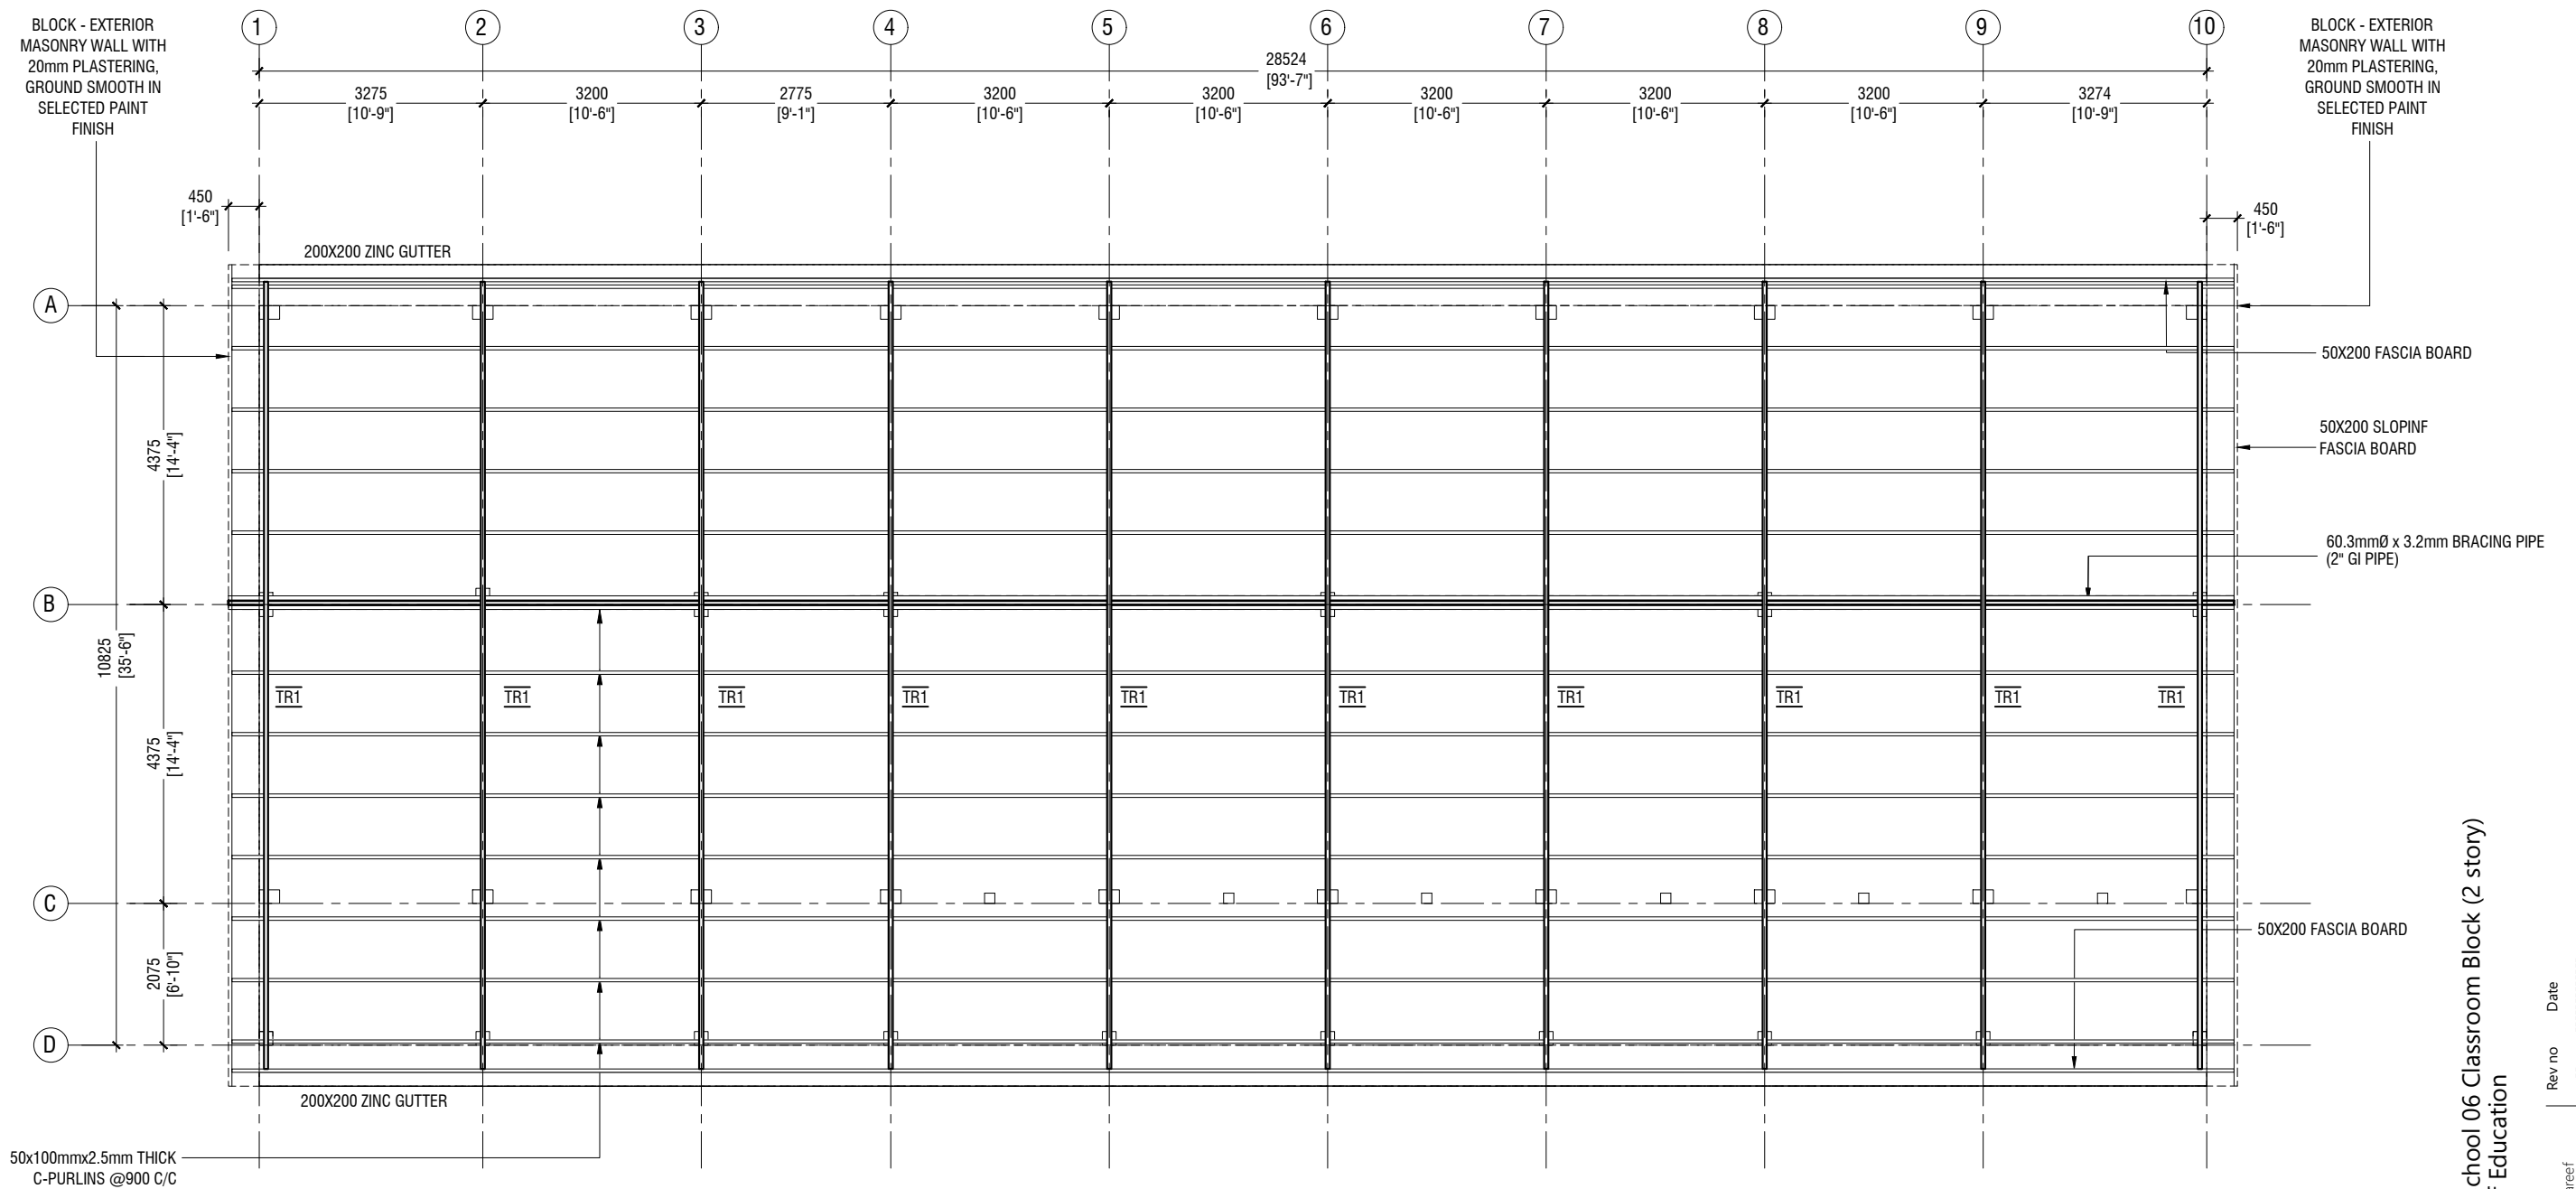 BLOCK - EXTERIOR
MASONRY WALL WITH
20mm PLASTERING,
GROUND SMOOTH IN
SELECTED PAINT
FINISH
1
2
3
4
5
6
7
8
9
10
BLOCK - EXTERIOR
MASONRY WALL WITH
20mm PLASTERING,
GROUND SMOOTH IN
SELECTED PAINT
FINISH
28524
[93'-7"]
3275
[10'-9"]
3200
[10'-6"]
2775
[9'-1"]
3200
[10'-6"]
3200
[10'-6"]
3200
[10'-6"]
3200
[10'-6"]
3200
[10'-6"]
3274
[10'-9"]
450
[1'-6"]
450
[1'-6"]
200X200 ZINC GUTTER
A
B
C
D
4375
[14'-4"]
10825
[35'-6"]
4375
[14'-4"]
2075
[6'-10"]
50X200 FASCIA BOARD
50X200 SLOPINF
FASCIA BOARD
60.3mmØ x 3.2mm BRACING PIPE
(2" GI PIPE)
TR1
TR1
TR1
TR1
TR1
TR1
TR1
TR1
TR1
TR1
50X200 FASCIA BOARD
200X200 ZINC GUTTER
50x100mmx2.5mm THICK
C-PURLINS @900 C/C
chool 06 Classroom Block (2 story)
Education
Rev no
Date
areef